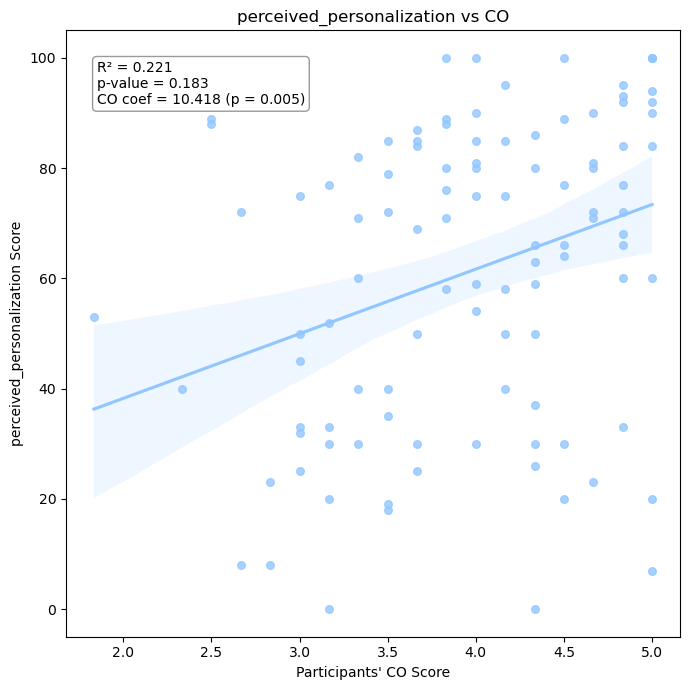 perceived_personalization vs CO
R² = 0.221
p-value = 0.183
CO coef = 10.418 (p = 0.005)
perceived_personalization Score
100
80
60
40
20
0
2.0 2.5 3.0 3.5 4.0 4.5 5.0
Participants' CO Score